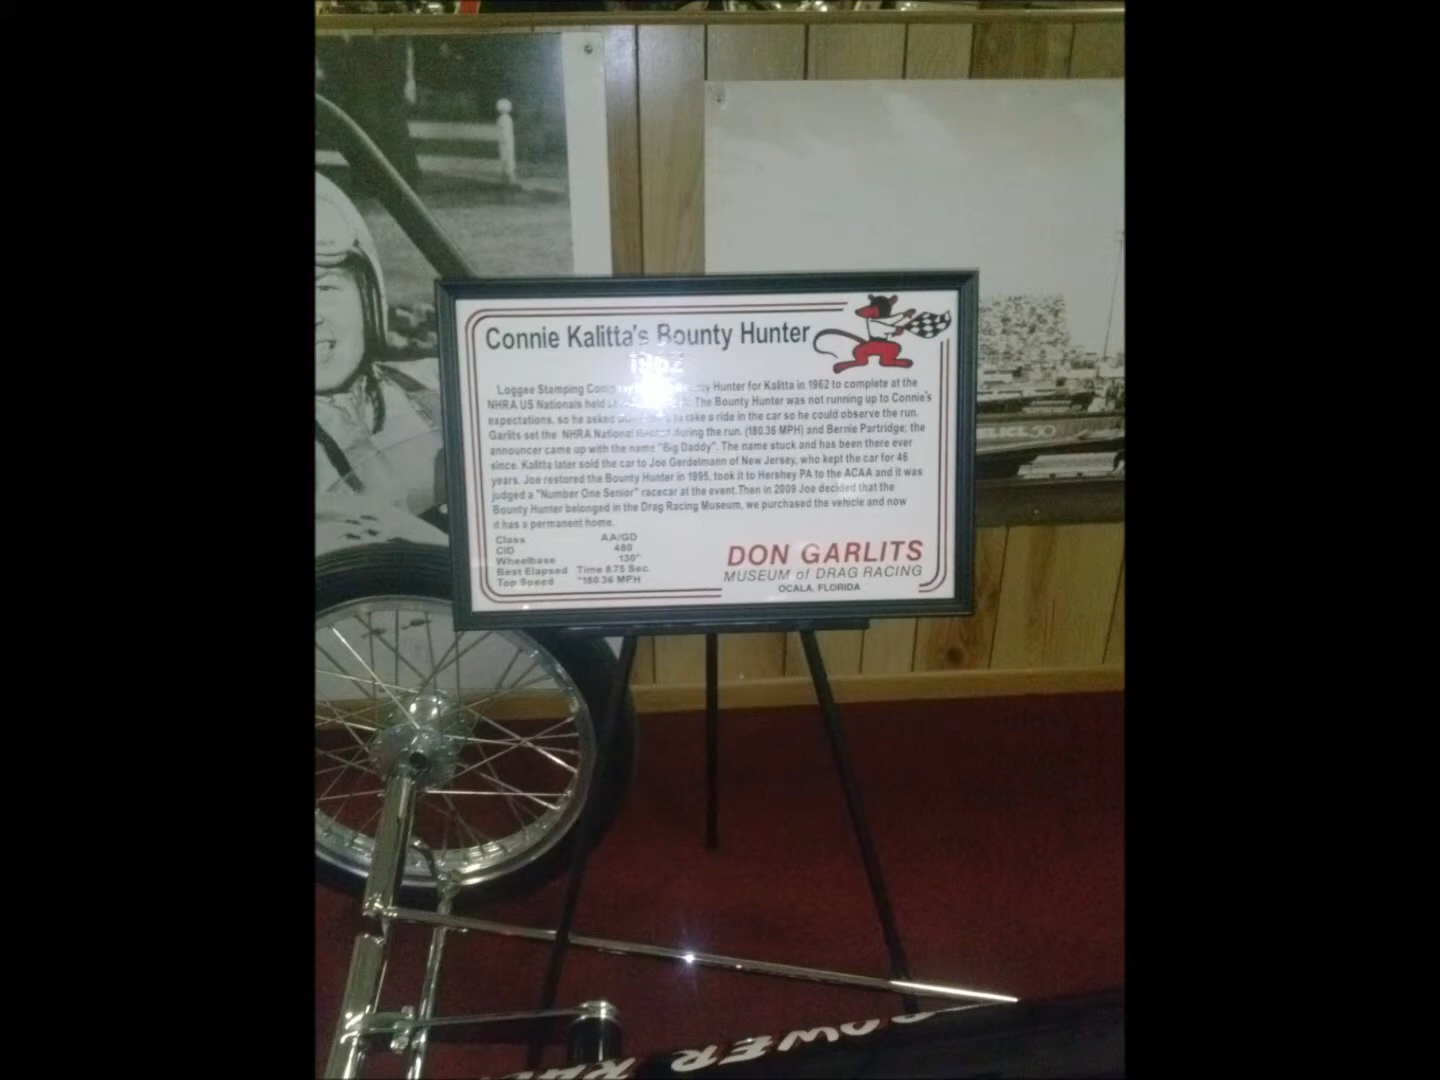 Connie Kalitta's Bounty Hunter
1962
Loggee Stamping Hunter for Kalitta in 1962 to complete at the
NHRA US Nationals held The Bounty Hunter was not running up to Connie's
expectations, so he asked to take a ride in the car so he could observe the run.
Garlits set the NHRA National Record during the run. (180.36 MPH) and Bernie Partridge; the
announcer came up with the name "Big Daddy". The name stuck and has been there ever
since. Kalitta later sold the car to Joe Gerdelmann of New Jersey, who kept the car for 46
years. Joe restored the Bounty Hunter in 1995, took it to Hershey PA to the ACAA and it was
judged a "Number One Senior" racecar at the event.Then in 2009 Joe decided that the
Bounty Hunter belonged in the Drag Racing Museum, we purchased the vehicle and now
it has a permanent home.
Class AA/GD
CID 480
Wheelbase 130"
Best Elapsed Time 8.75 Sec.
Top Speed "180.36 MPH
DON GARLITS
MUSEUM of DRAG RACING
OCALA, FLORIDA
POWER